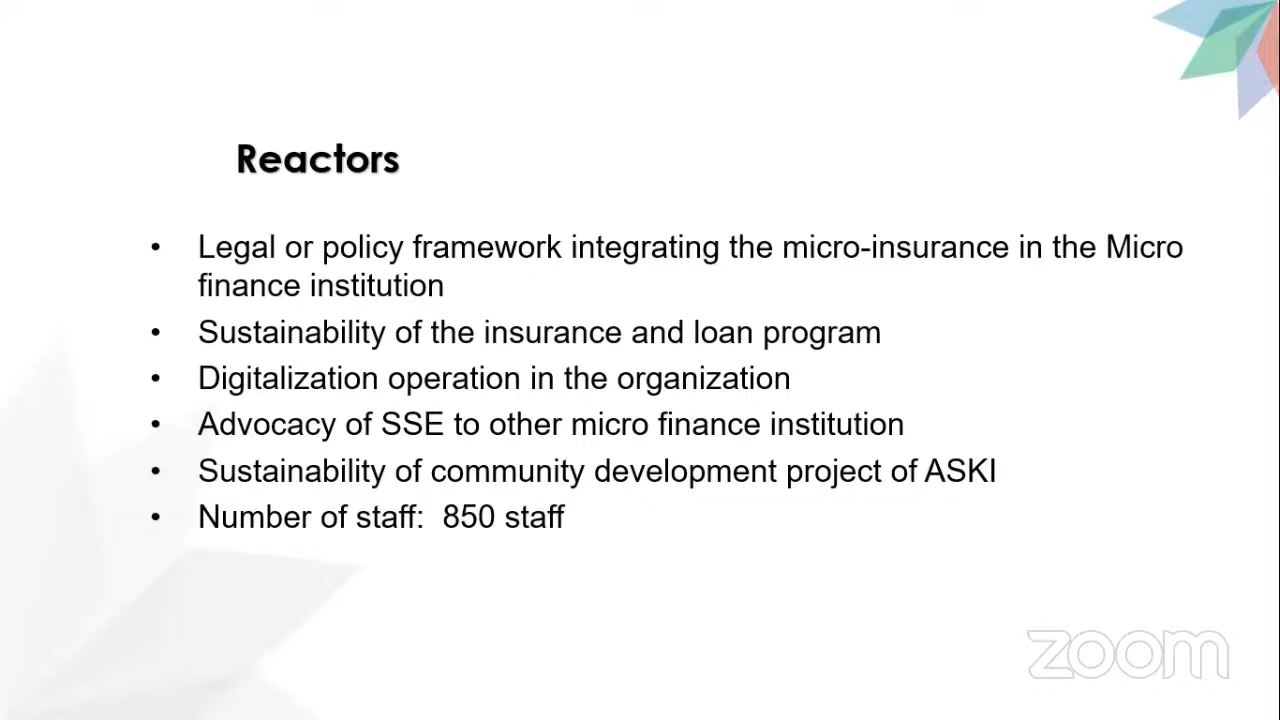 Reactors
• Legal or policy framework integrating the micro-insurance in the Micro
finance institution
• Sustainability of the insurance and loan program
• Digitalization operation in the organization
• Advocacy of SSE to other micro finance institution
• Sustainability of community development project of ASKI
• Number of staff:  850 staff
zoom